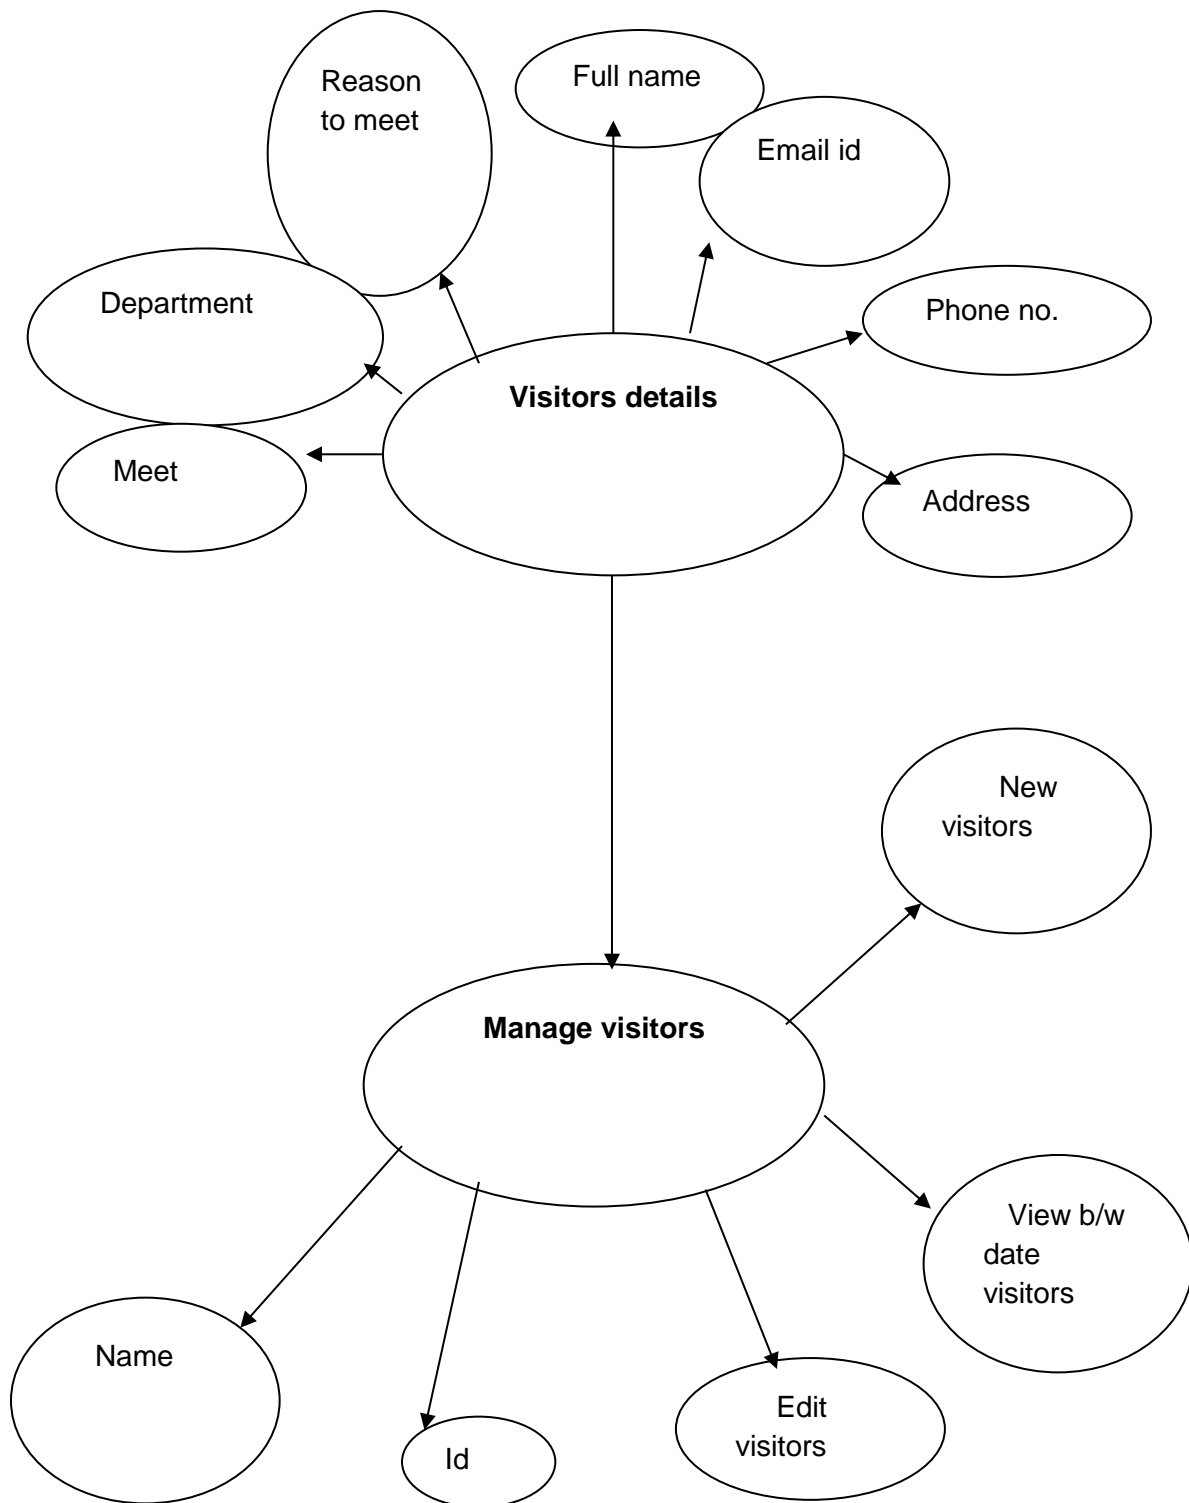 Reason
to meet
Full name
Email id
Department
Phone no.
Visitors details
Meet
Address
New
visitors
Manage visitors
View b/w
date
visitors
Name
Edit
visitors
Id